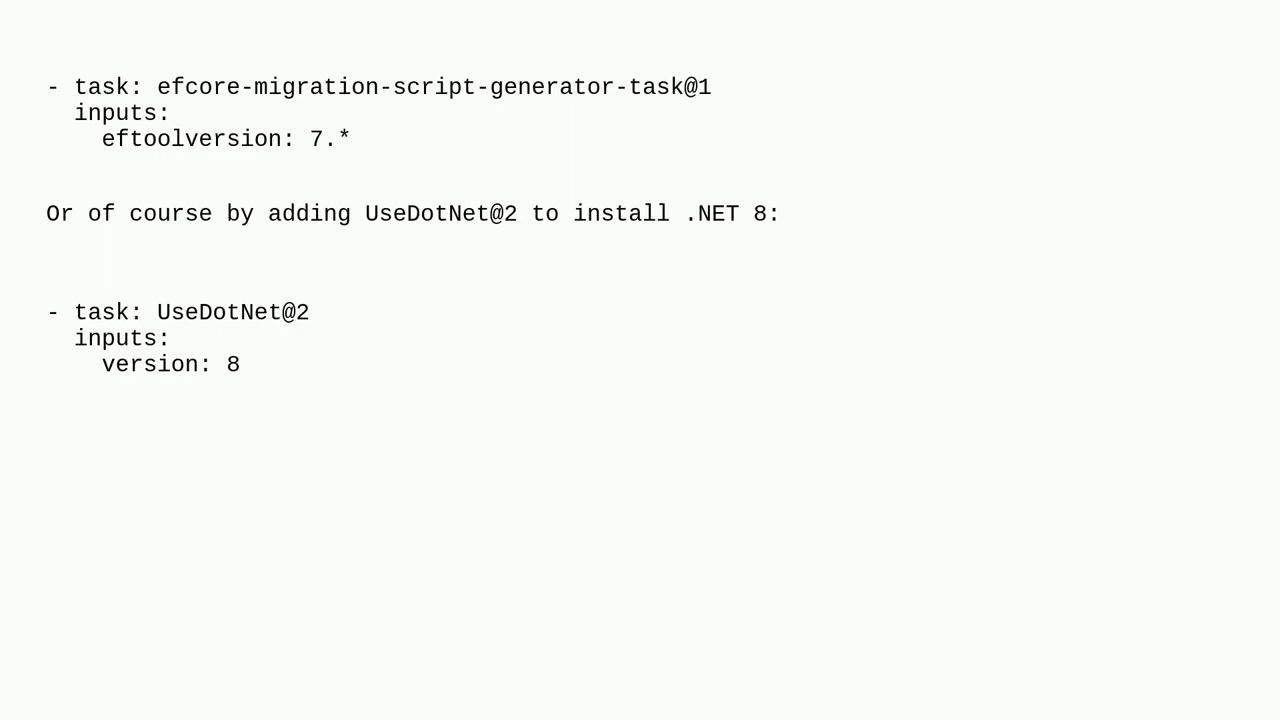 - task: efcore-migration-script-generator-task@1
  inputs:
    eftoolversion: 7.*
Or of course by adding UseDotNet@2 to install .NET 8:
- task: UseDotNet@2
  inputs:
    version: 8